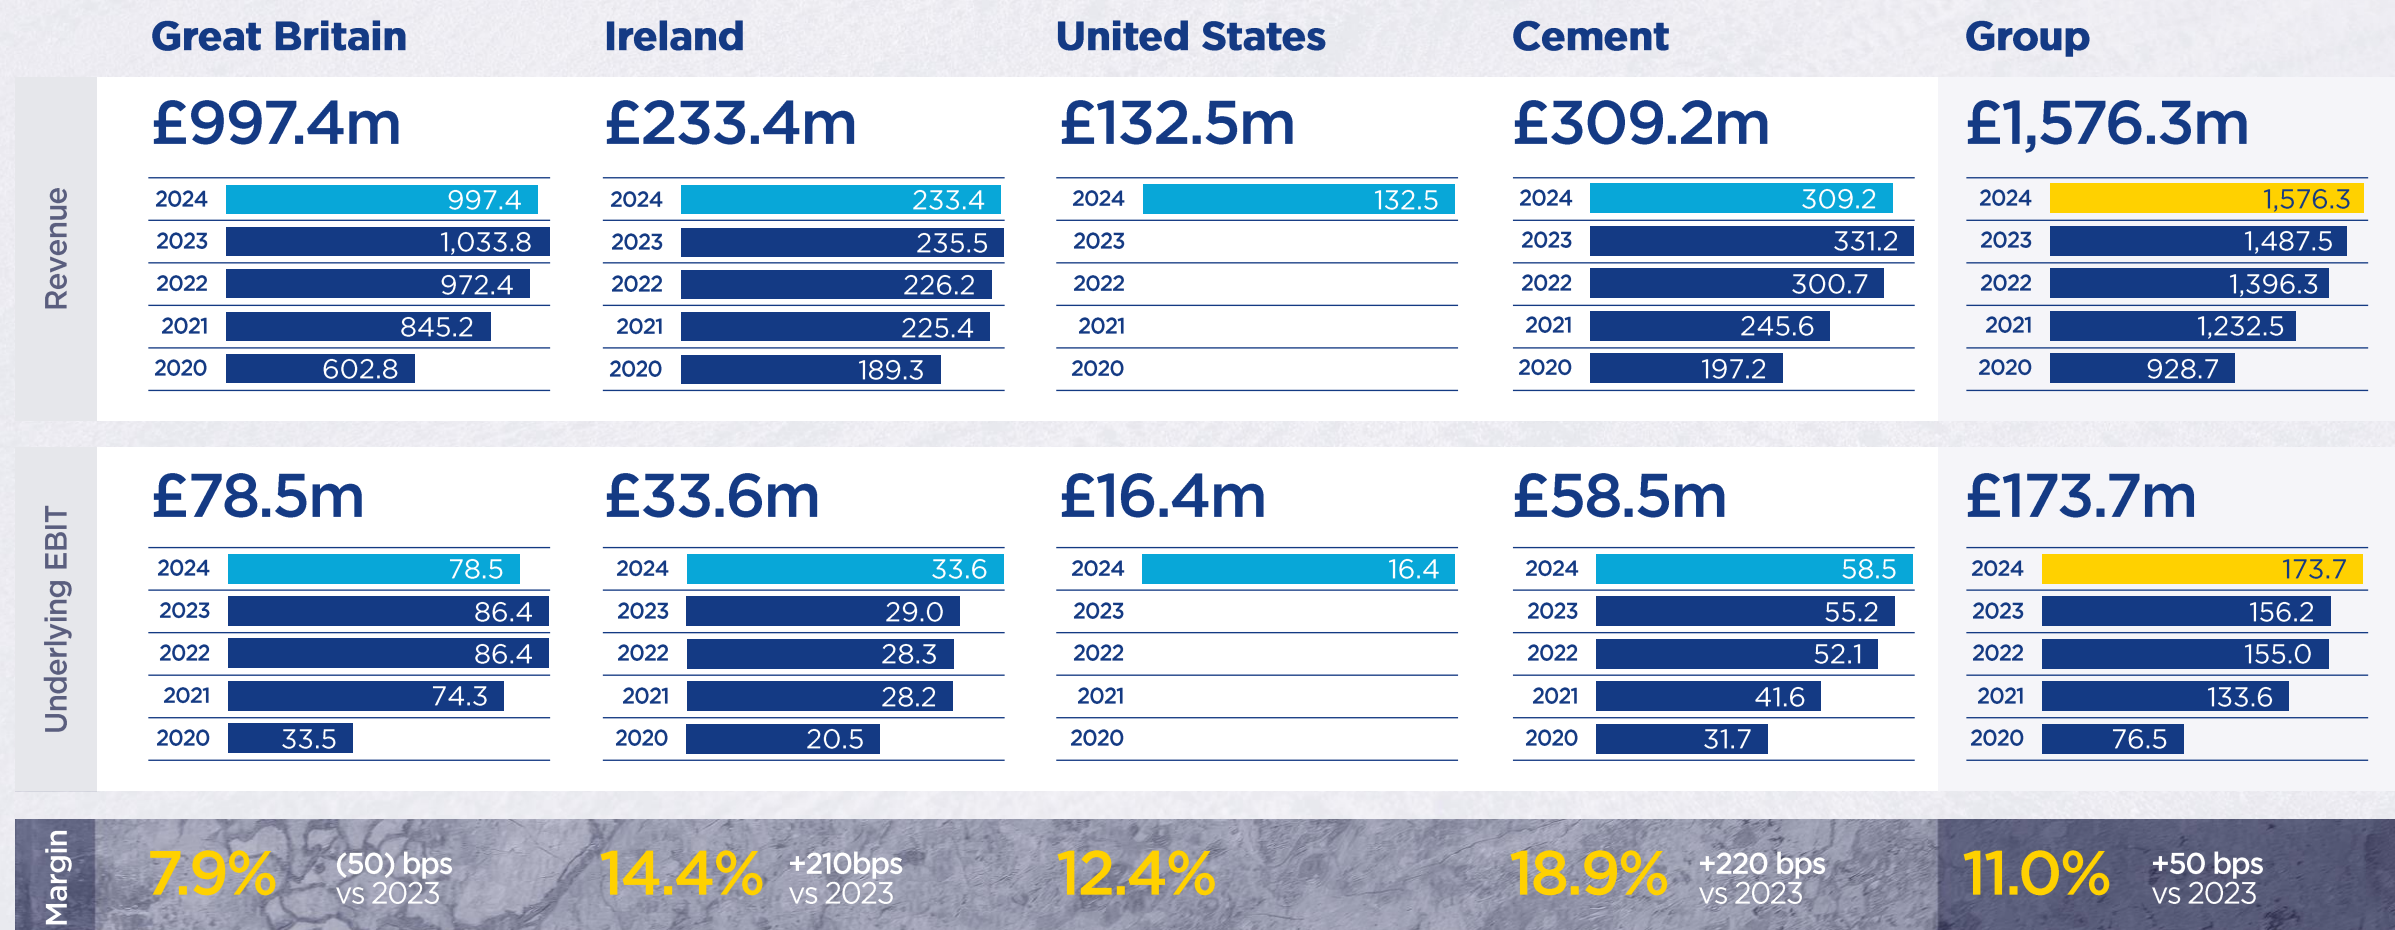 Great Britain
Ireland
United States
Cement
Group
Revenue
£997.4m
2024 997.4
2023 1,033.8
2022 972.4
2021 845.2
2020 602.8
£233.4m
2024 233.4
2023 235.5
2022 226.2
2021 225.4
2020 189.3
£132.5m
2024 132.5
2023
2022
2021
2020
£309.2m
2024 309.2
2023 331.2
2022 300.7
2021 245.6
2020 197.2
£1,576.3m
2024 1,576.3
2023 1,487.5
2022 1,396.3
2021 1,232.5
2020 928.7
Underlying EBIT
£78.5m
2024 78.5
2023 86.4
2022 86.4
2021 74.3
2020 33.5
£33.6m
2024 33.6
2023 29.0
2022 28.3
2021 28.2
2020 20.5
£16.4m
2024 16.4
2023
2022
2021
2020
£58.5m
2024 58.5
2023 55.2
2022 52.1
2021 41.6
2020 31.7
£173.7m
2024 173.7
2023 156.2
2022 155.0
2021 133.6
2020 76.5
Margin
7.9%
(50) bps
vs 2023
14.4%
+210bps
vs 2023
12.4%
18.9%
+220 bps
vs 2023
11.0%
+50 bps
vs 2023